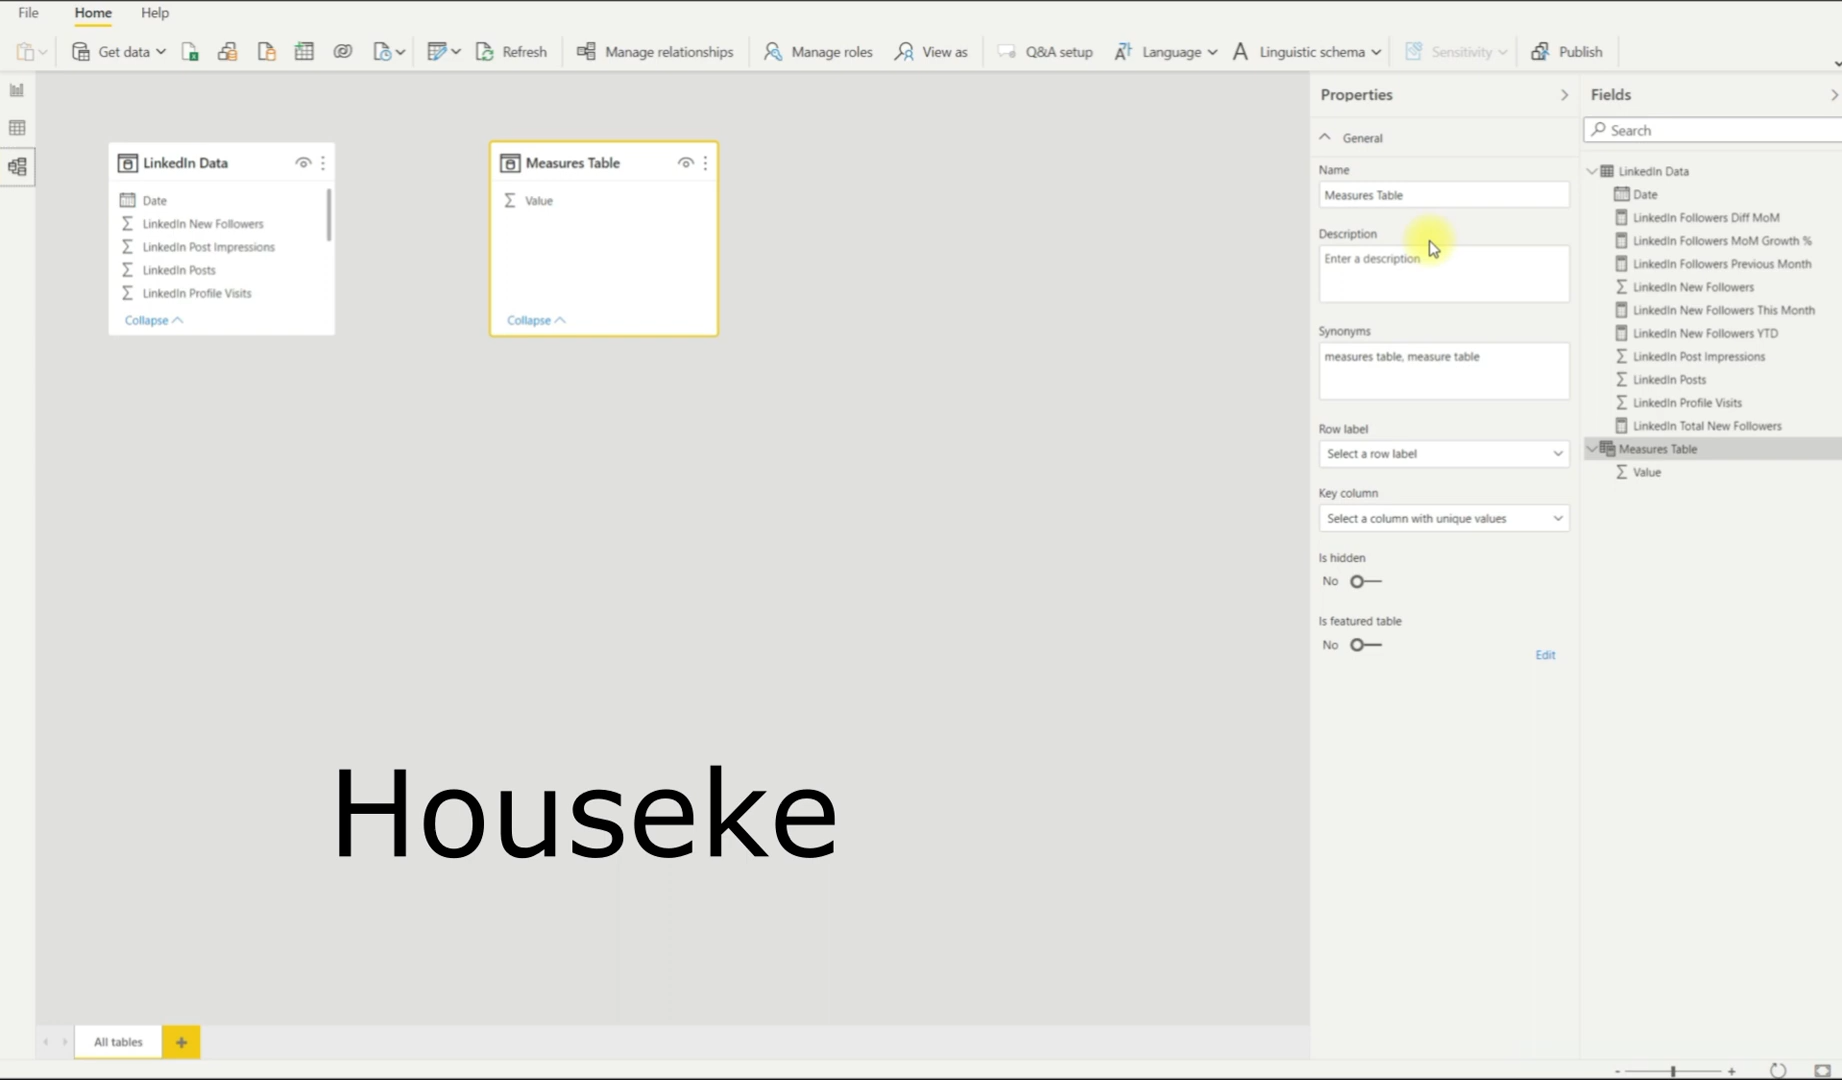 File Home Help
Get data Refresh Manage relationships Manage roles View as Q&A setup Language Linguistic schema Sensitivity Publish
LinkedIn Data
Date
LinkedIn New Followers
LinkedIn Post Impressions
LinkedIn Posts
LinkedIn Profile Visits
Collapse
Measures Table
Value
Collapse
Houseke
All tables
Properties
General
Name
Measures Table
Description
Enter a description
Synonyms
measures table, measure table
Row label
Select a row label
Key column
Select a column with unique values
Is hidden
No
Is featured table
No
Edit
Fields
Search
LinkedIn Data
Date
LinkedIn Followers Diff MoM
LinkedIn Followers MoM Growth %
LinkedIn Followers Previous Month
LinkedIn New Followers
LinkedIn New Followers This Month
LinkedIn New Followers YTD
LinkedIn Post Impressions
LinkedIn Posts
LinkedIn Profile Visits
LinkedIn Total New Followers
Measures Table
Value